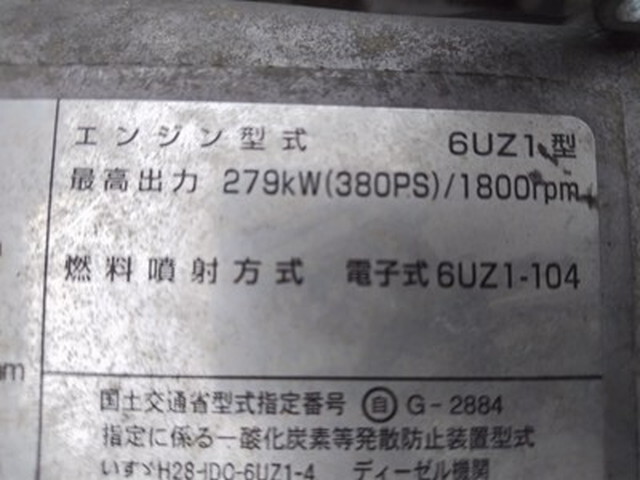 エンジン型式 6UZ1型
最高出力 279kW(380PS)/1800rpm
燃料噴射方式 電子式6UZ1-104
国土交通省型式指定番号 ㊀自 G-2884
指定に係る一酸化炭素等発散防止装置型式
いすゞH28-IDC-6UZ1-4 ディーゼル機関